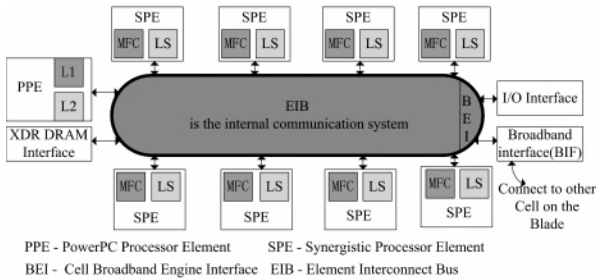 SPE SPE SPE SPE
MFC LS MFC LS MFC LS MFC LS
PPE L1 L2
EIB
is the internal communication system
BEI
I/O Interface
XDR DRAM
Interface
Broadband
interface(BIF)
MFC LS MFC LS MFC LS MFC LS
SPE SPE SPE SPE
Connect to other
Cell on the
Blade
PPE - PowerPC Processor Element SPE - Synergistic Processor Element
BEI - Cell Broadband Engine Interface EIB - Element Interconnect Bus